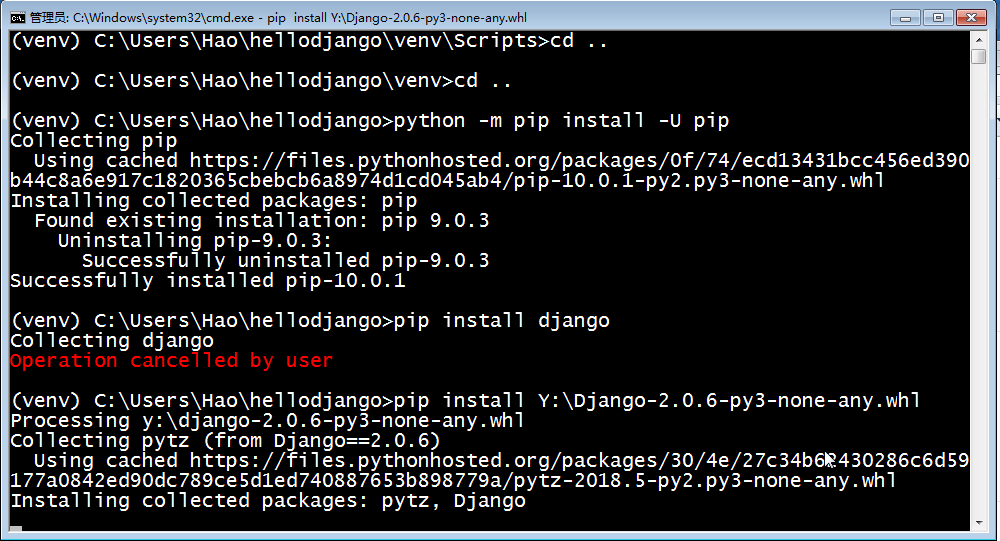 管理员: C:\Windows\system32\cmd.exe - pip  install Y:\Django-2.0.6-py3-none-any.whl
(venv) C:\Users\Hao\hellodjango\venv\Scripts>cd ..
(venv) C:\Users\Hao\hellodjango\venv>cd ..
(venv) C:\Users\Hao\hellodjango>python -m pip install -U pip
Collecting pip
  Using cached https://files.pythonhosted.org/packages/0f/74/ecd13431bcc456ed390
b44c8a6e917c1820365cbebcb6a8974d1cd045ab4/pip-10.0.1-py2.py3-none-any.whl
Installing collected packages: pip
  Found existing installation: pip 9.0.3
    Uninstalling pip-9.0.3:
      Successfully uninstalled pip-9.0.3
Successfully installed pip-10.0.1
(venv) C:\Users\Hao\hellodjango>pip install django
Collecting django
Operation cancelled by user
(venv) C:\Users\Hao\hellodjango>pip install Y:\Django-2.0.6-py3-none-any.whl
Processing y:\django-2.0.6-py3-none-any.whl
Collecting pytz (from Django==2.0.6)
  Using cached https://files.pythonhosted.org/packages/30/4e/27c34b62430286c6d59
177a0842ed90dc789ce5d1ed740887653b898779a/pytz-2018.5-py2.py3-none-any.whl
Installing collected packages: pytz, Django